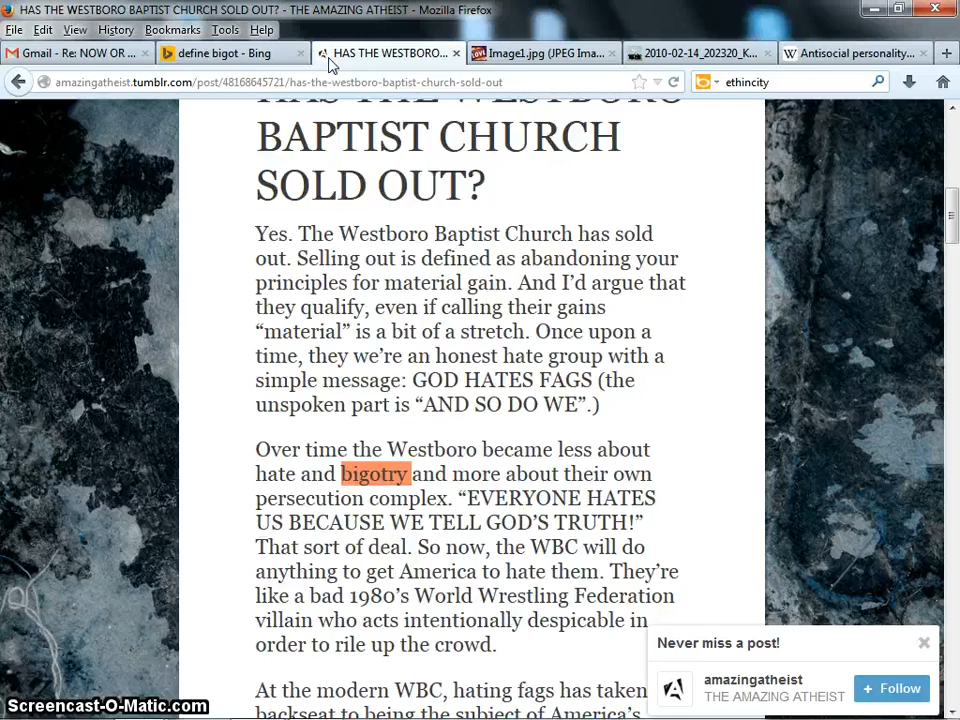 HAS THE WESTBORO BAPTIST CHURCH SOLD OUT? - THE AMAZING ATHEIST - Mozilla Firefox
File Edit View History Bookmarks Tools Help
Gmail - Re: NOW OR ...
define bigot - Bing
HAS THE WESTBORO...
Image1.jpg (JPEG Ima...
2010-02-14_202320_K...
Antisocial personality...
amazingatheist.tumblr.com/post/48168645721/has-the-westboro-baptist-church-sold-out
ethincity
HAS THE WESTBORO
BAPTIST CHURCH
SOLD OUT?
Yes. The Westboro Baptist Church has sold
out. Selling out is defined as abandoning your
principles for material gain. And I’d argue that
they qualify, even if calling their gains
“material” is a bit of a stretch. Once upon a
time, they we’re an honest hate group with a
simple message: GOD HATES FAGS (the
unspoken part is “AND SO DO WE”.)
Over time the Westboro became less about
hate and bigotry and more about their own
persecution complex. “EVERYONE HATES
US BECAUSE WE TELL GOD’S TRUTH!”
That sort of deal. So now, the WBC will do
anything to get America to hate them. They’re
like a bad 1980’s World Wrestling Federation
villain who acts intentionally despicable in
order to rile up the crowd.
At the modern WBC, hating fags has taken
backseat to being the subject of America’s
Never miss a post!
amazingatheist
THE AMAZING ATHEIST
+ Follow
Screencast-O-Matic.com